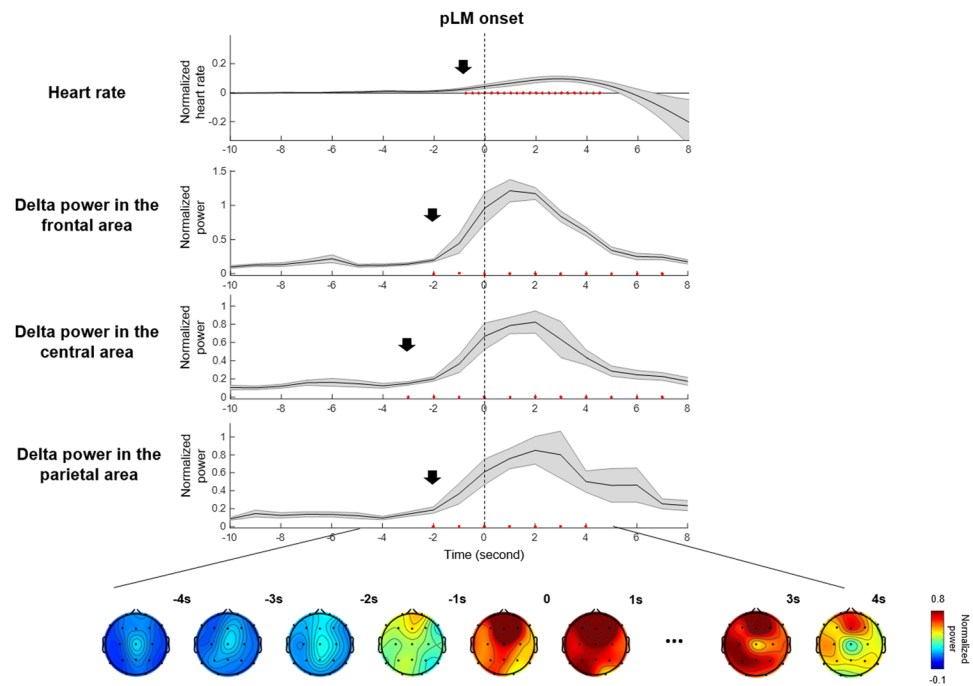 pLM onset
Heart rate
Normalized
heart rate
0.2
0
-0.2
-10 -8 -6 -4 -2 0 2 4 6 8
Delta power in the
frontal area
Normalized
power
1.5
1
0.5
0
-10 -8 -6 -4 -2 0 2 4 6 8
Delta power in the
central area
Normalized
power
1
0.8
0.6
0.4
0.2
0
-10 -8 -6 -4 -2 0 2 4 6 8
Delta power in the
parietal area
Normalized
power
1
0.8
0.6
0.4
0.2
0
-10 -8 -6 -4 -2 0 2 4 6 8
Time (second)
-4s -3s -2s -1s 0 1s ... 3s 4s
0.8
Normalized
power
-0.1